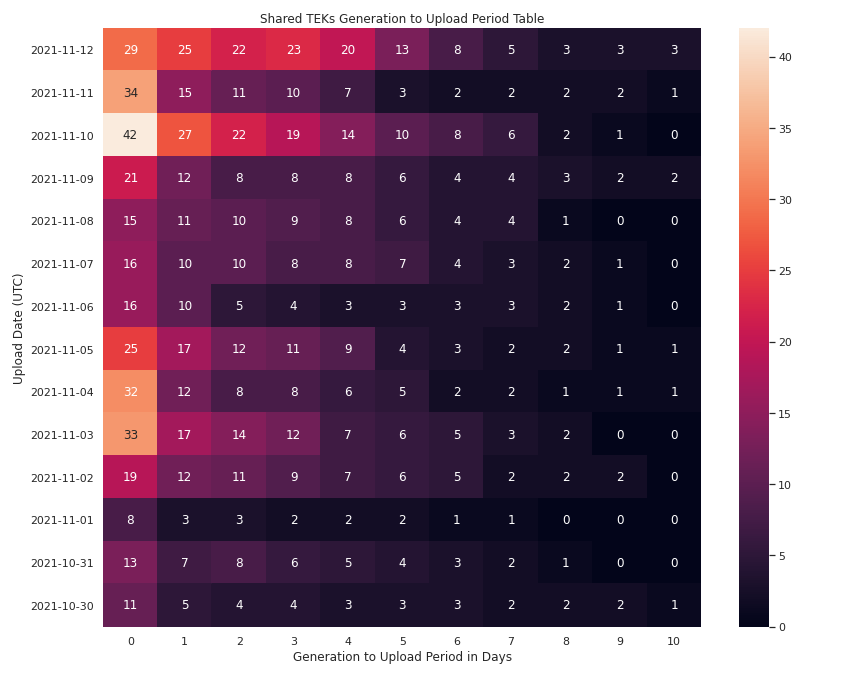 Shared TEKs Generation to Upload Period Table
Upload Date (UTC)
2021-11-12 29 25 22 23 20 13 8 5 3 3 3
2021-11-11 34 15 11 10 7 3 2 2 2 2 1
2021-11-10 42 27 22 19 14 10 8 6 2 1 0
2021-11-09 21 12 8 8 8 6 4 4 3 2 2
2021-11-08 15 11 10 9 8 6 4 4 1 0 0
2021-11-07 16 10 10 8 8 7 4 3 2 1 0
2021-11-06 16 10 5 4 3 3 3 3 2 1 0
2021-11-05 25 17 12 11 9 4 3 2 2 1 1
2021-11-04 32 12 8 8 6 5 2 2 1 1 1
2021-11-03 33 17 14 12 7 6 5 3 2 0 0
2021-11-02 19 12 11 9 7 6 5 2 2 2 0
2021-11-01 8 3 3 2 2 2 1 1 0 0 0
2021-10-31 13 7 8 6 5 4 3 2 1 0 0
2021-10-30 11 5 4 4 3 3 3 2 2 2 1
0 1 2 3 4 5 6 7 8 9 10
Generation to Upload Period in Days
40
35
30
25
20
15
10
5
0